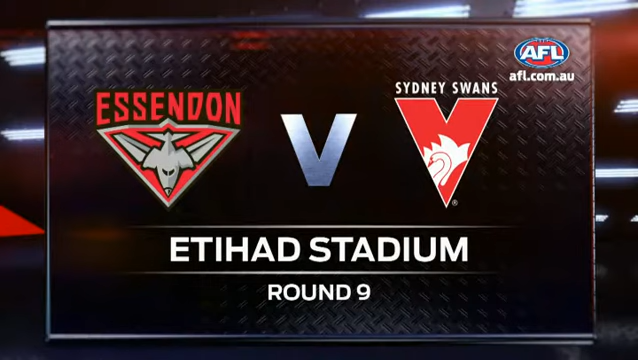 AFL
afl.com.au
SYDNEY SWANS
ESSENDON
V
ETIHAD STADIUM
ROUND 9